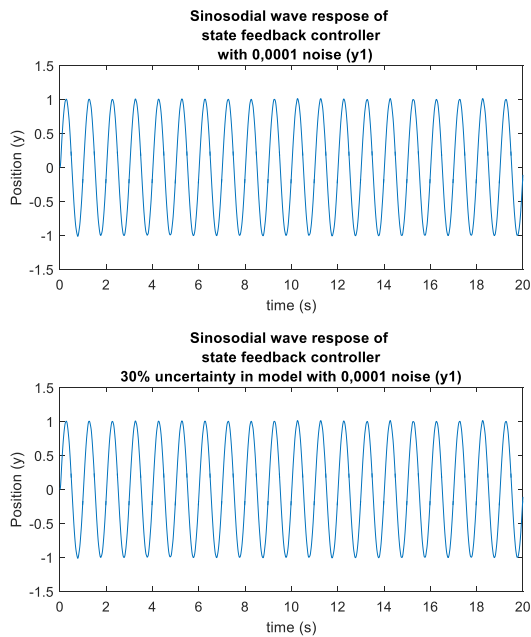 Sinosodial wave respose of
state feedback controller
with 0,0001 noise (y1)
1.5
1
0.5
0
-0.5
-1
-1.5
Position (y)
0 2 4 6 8 10 12 14 16 18 20
time (s)
Sinosodial wave respose of
state feedback controller
30% uncertainty in model with 0,0001 noise (y1)
1.5
1
0.5
0
-0.5
-1
-1.5
Position (y)
0 2 4 6 8 10 12 14 16 18 20
time (s)